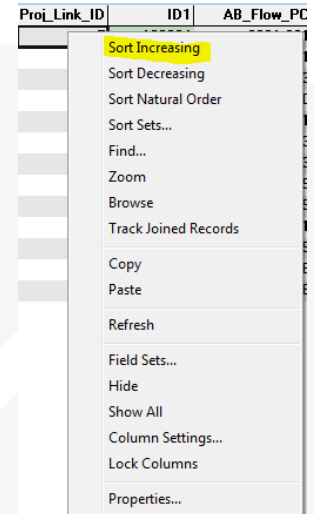 Proj_Link_ID ID1 AB_Flow_PC
Sort Increasing
Sort Decreasing
Sort Natural Order
Sort Sets...
Find...
Zoom
Browse
Track Joined Records
Copy
Paste
Refresh
Field Sets...
Hide
Show All
Column Settings...
Lock Columns
Properties...